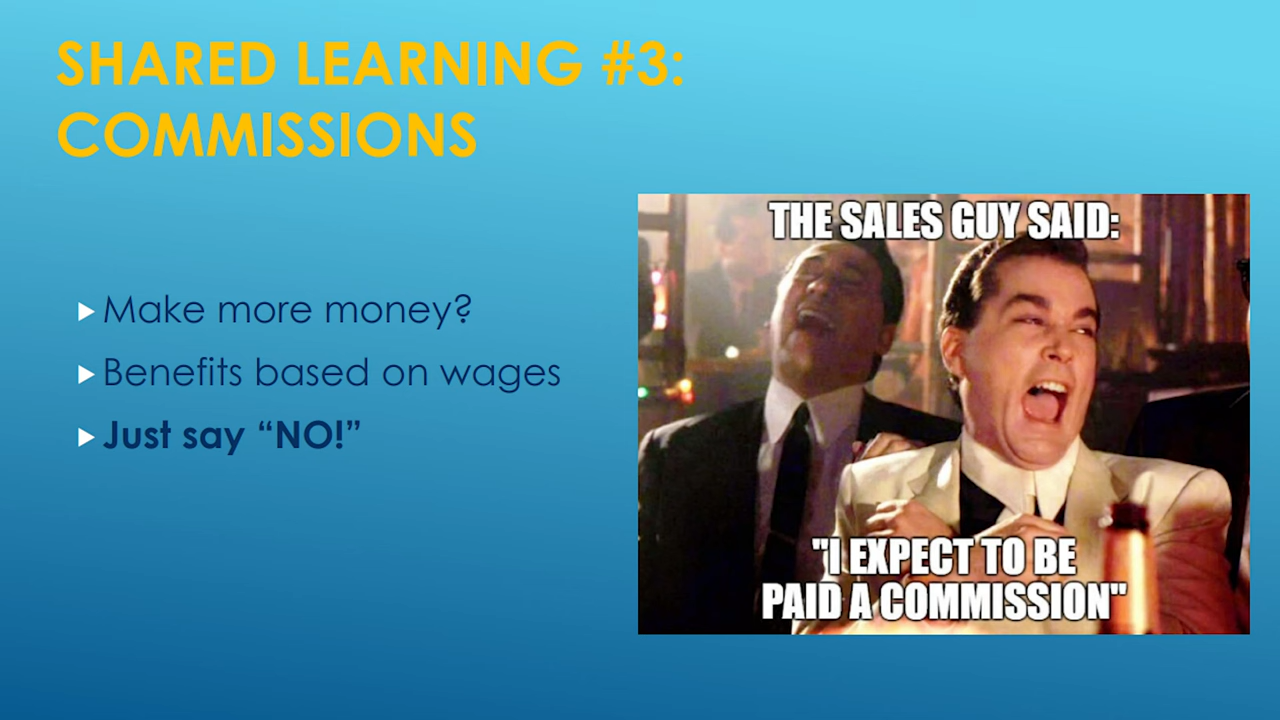 SHARED LEARNING #3:
COMMISSIONS
Make more money?
Benefits based on wages
Just say “NO!”
THE SALES GUY SAID:
"I EXPECT TO BE
PAID A COMMISSION"